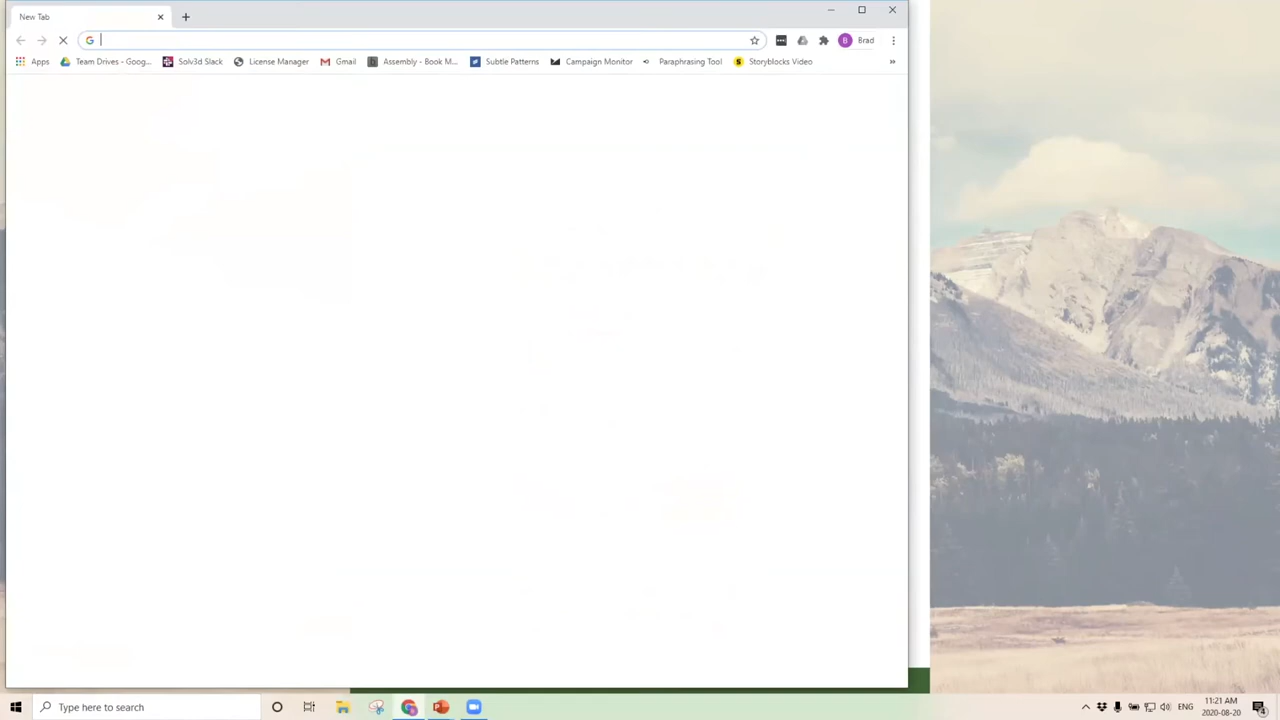 New Tab
Brad
B
Apps
Team Drives - Goog...
Solv3d Slack
License Manager
Gmail
Assembly - Book M...
Subtle Patterns
Campaign Monitor
Paraphrasing Tool
Storyblocks Video
»
Type here to search
ENG
11:21 AM
2020-08-20
4